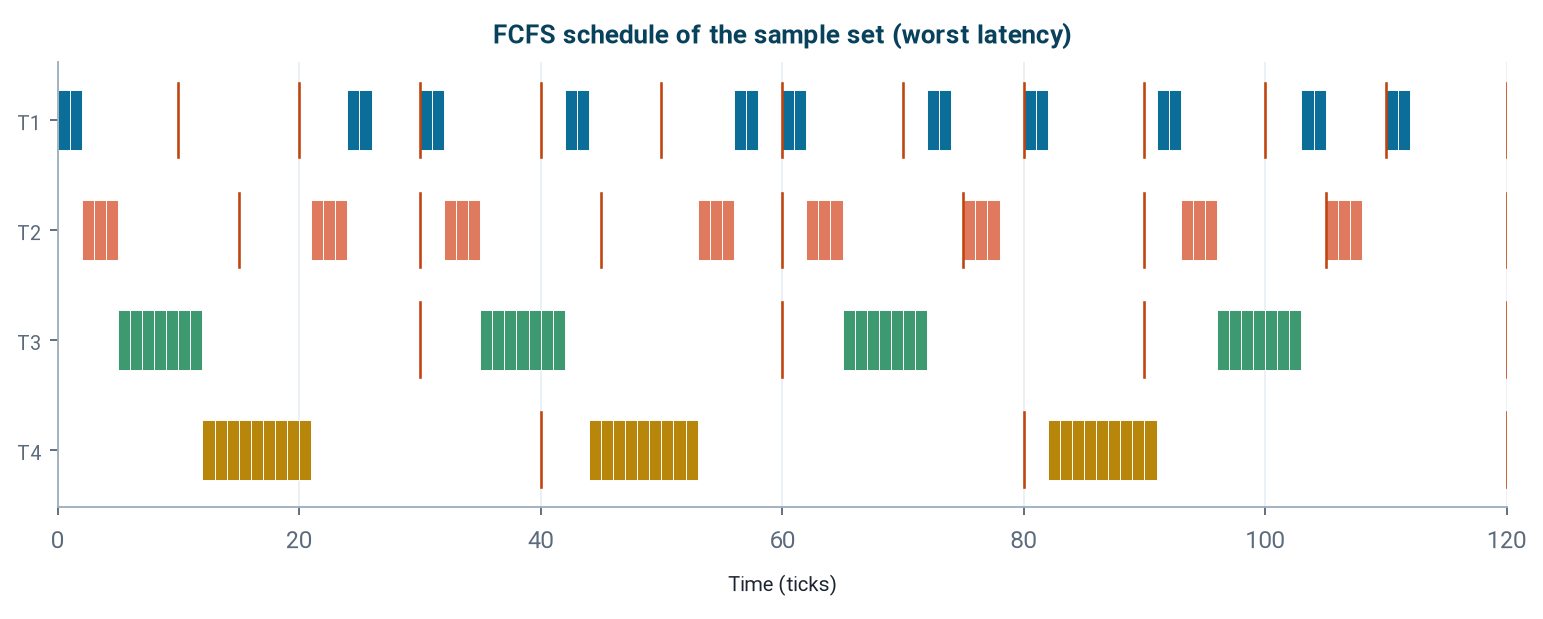 FCFS schedule of the sample set (worst latency)
T1
T2
T3
T4
0 20 40 60 80 100 120
Time (ticks)